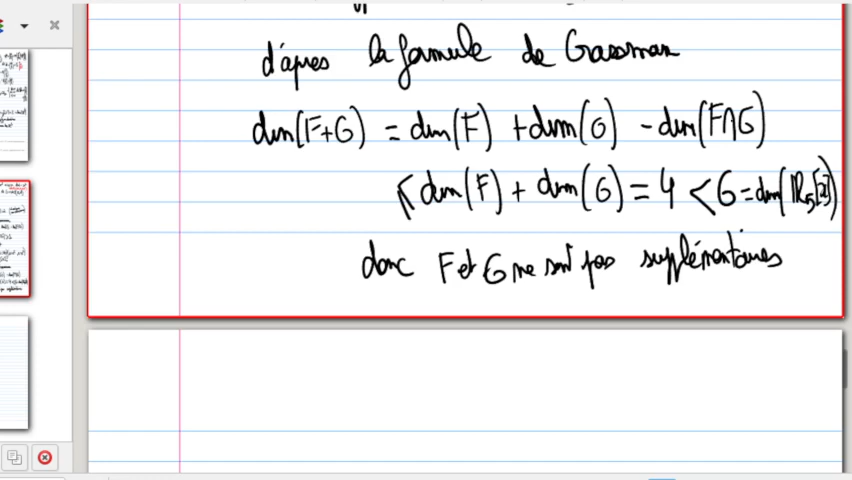 d'après la formule de Grassman
dim(F+G) = dim(F) + dim(G) - dim(F∩G)
≤ dim(F) + dim(G) = 4 < 6 = dim(ℝ₅[x])
donc F et G ne sont pas supplémentaires